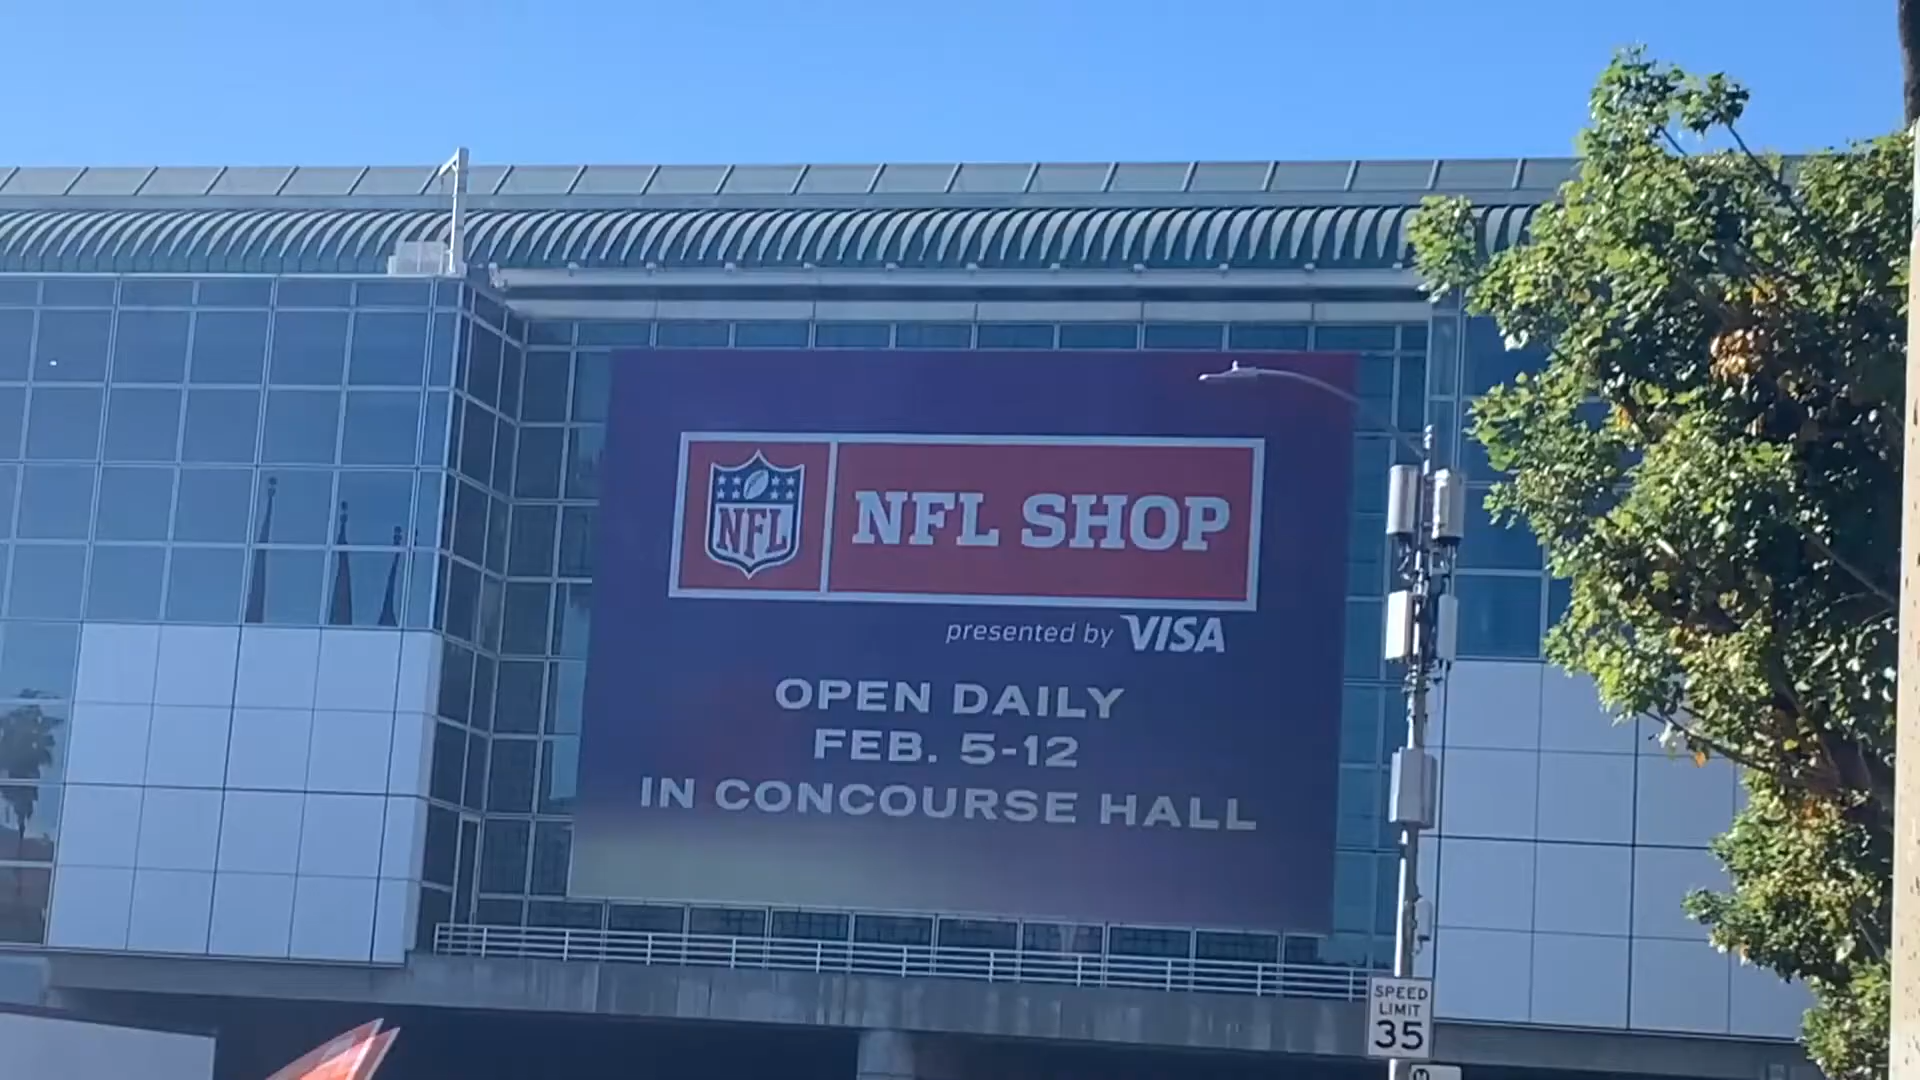 NFL
NFL SHOP
presented by VISA
OPEN DAILY
FEB. 5-12
IN CONCOURSE HALL
SPEED
LIMIT
35